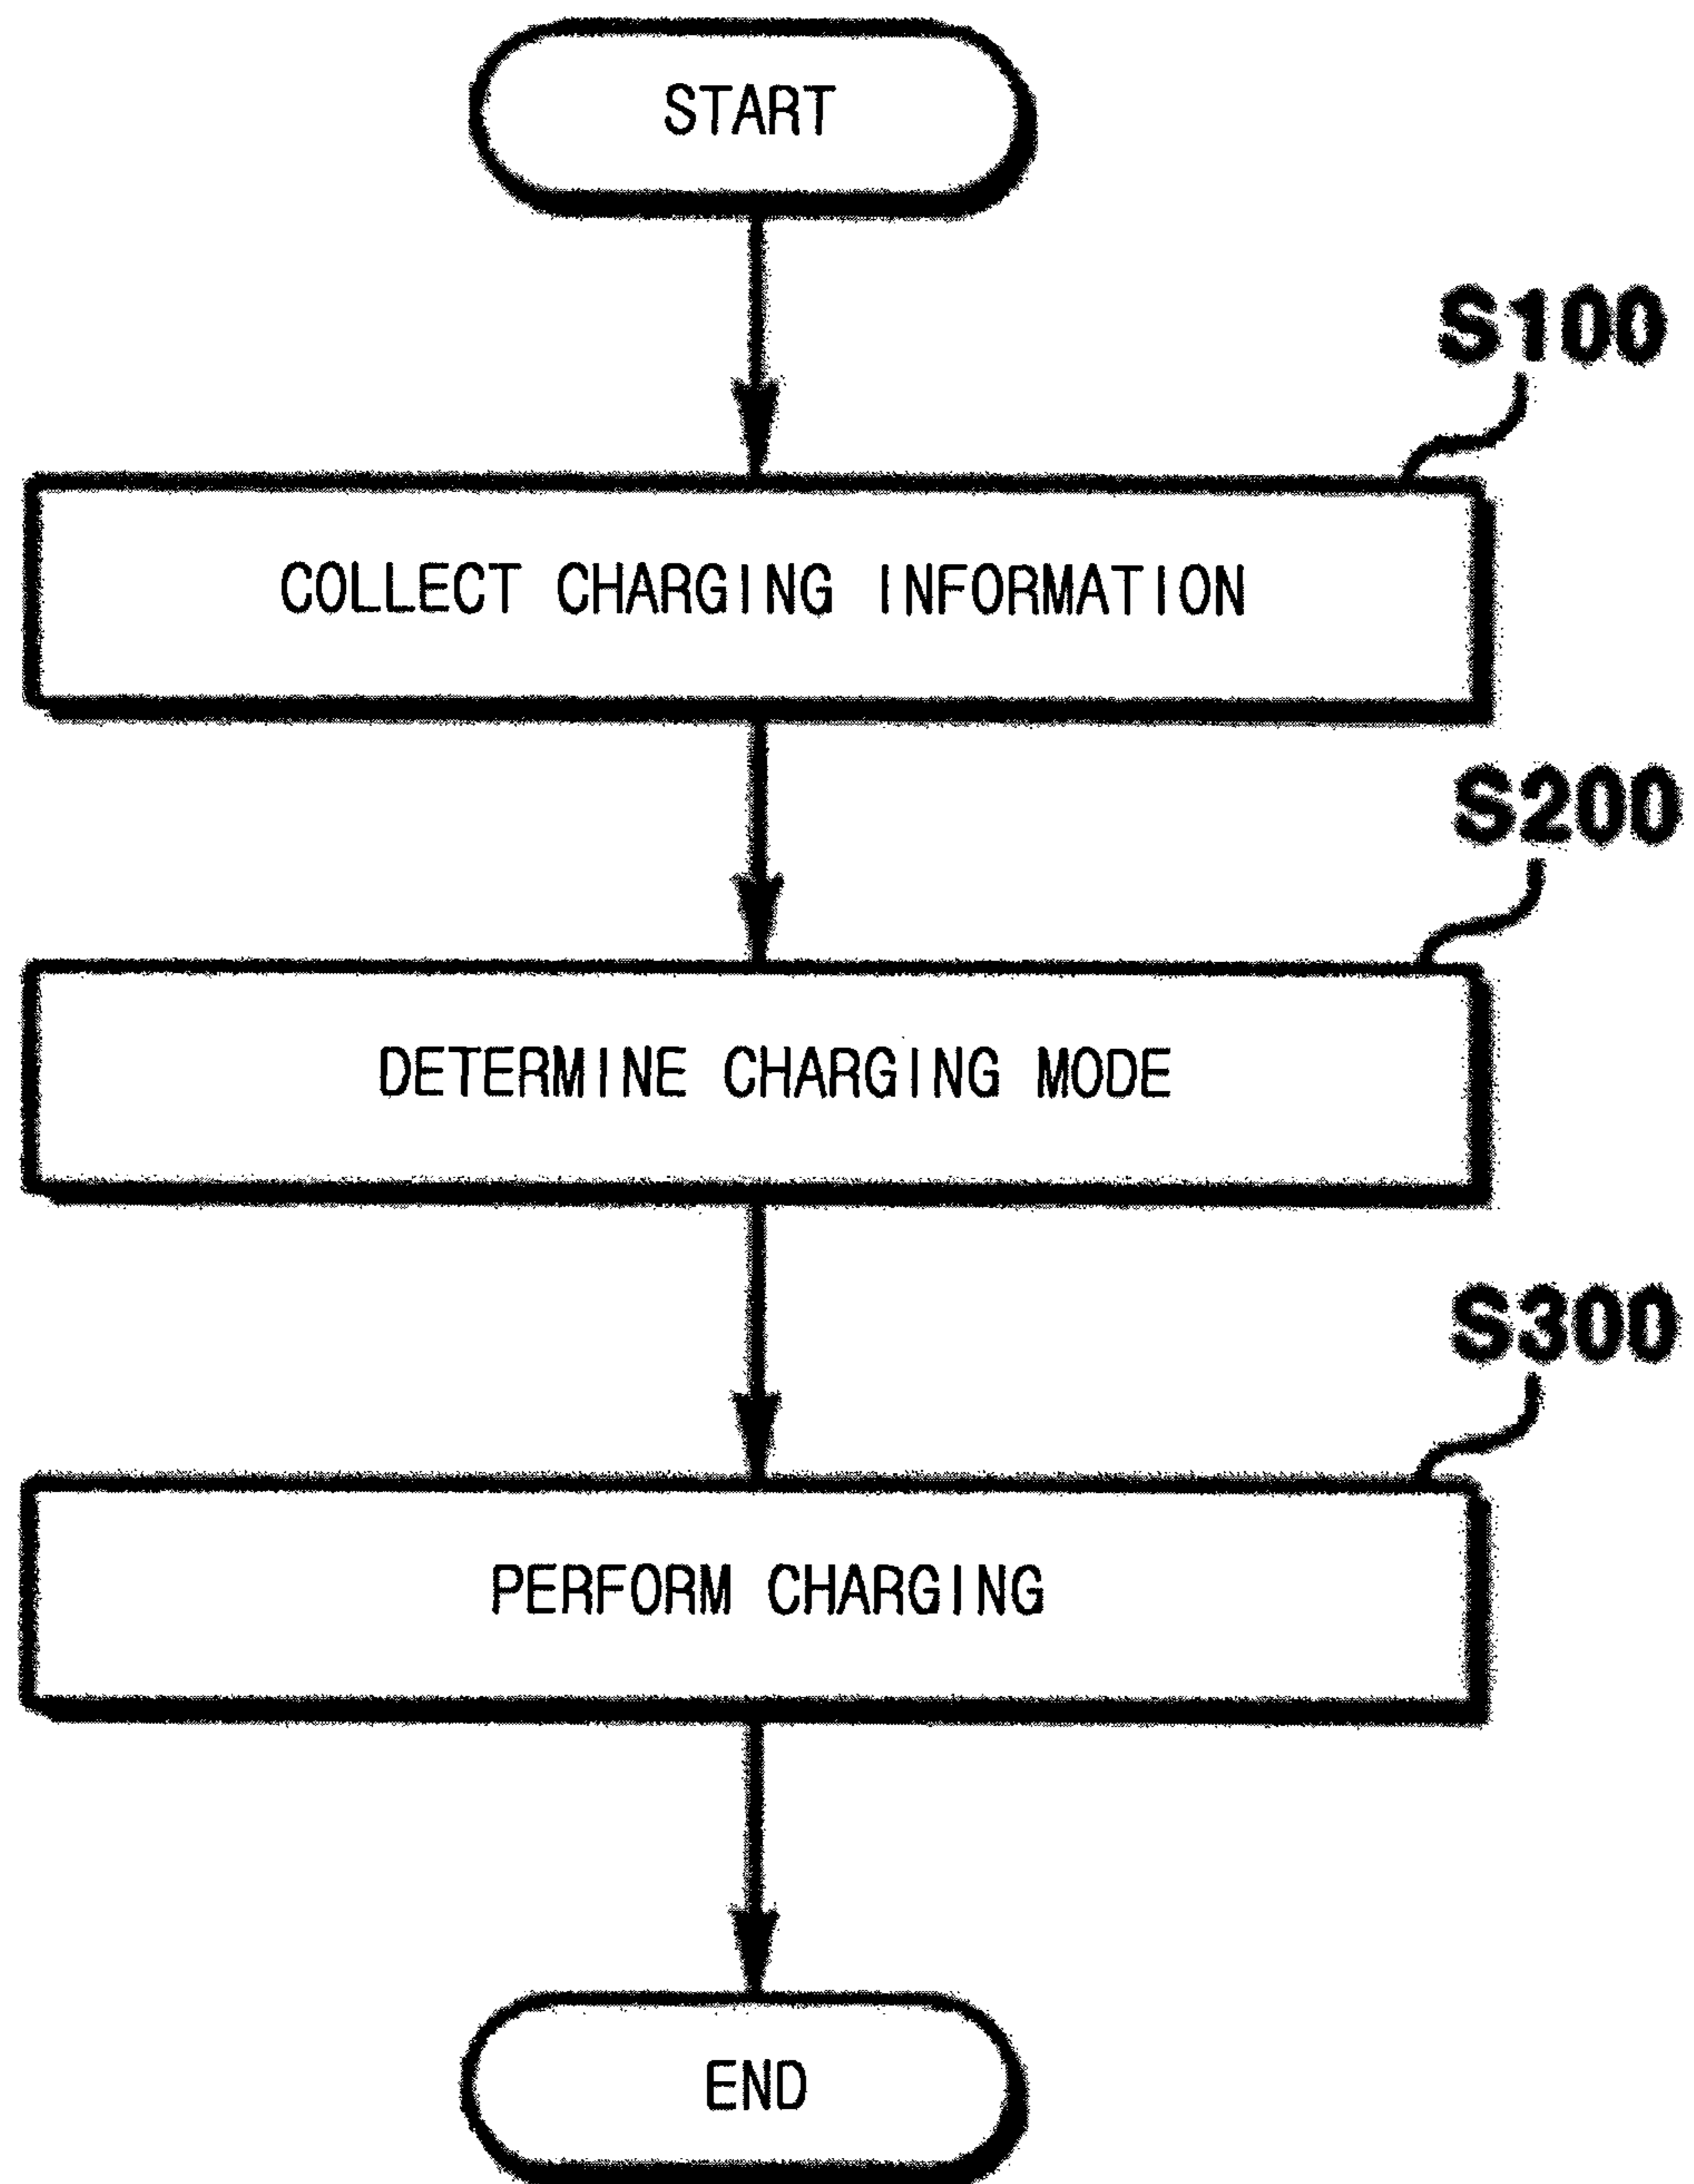 START
S100
COLLECT CHARGING INFORMATION
S200
DETERMINE CHARGING MODE
S300
PERFORM CHARGING
END